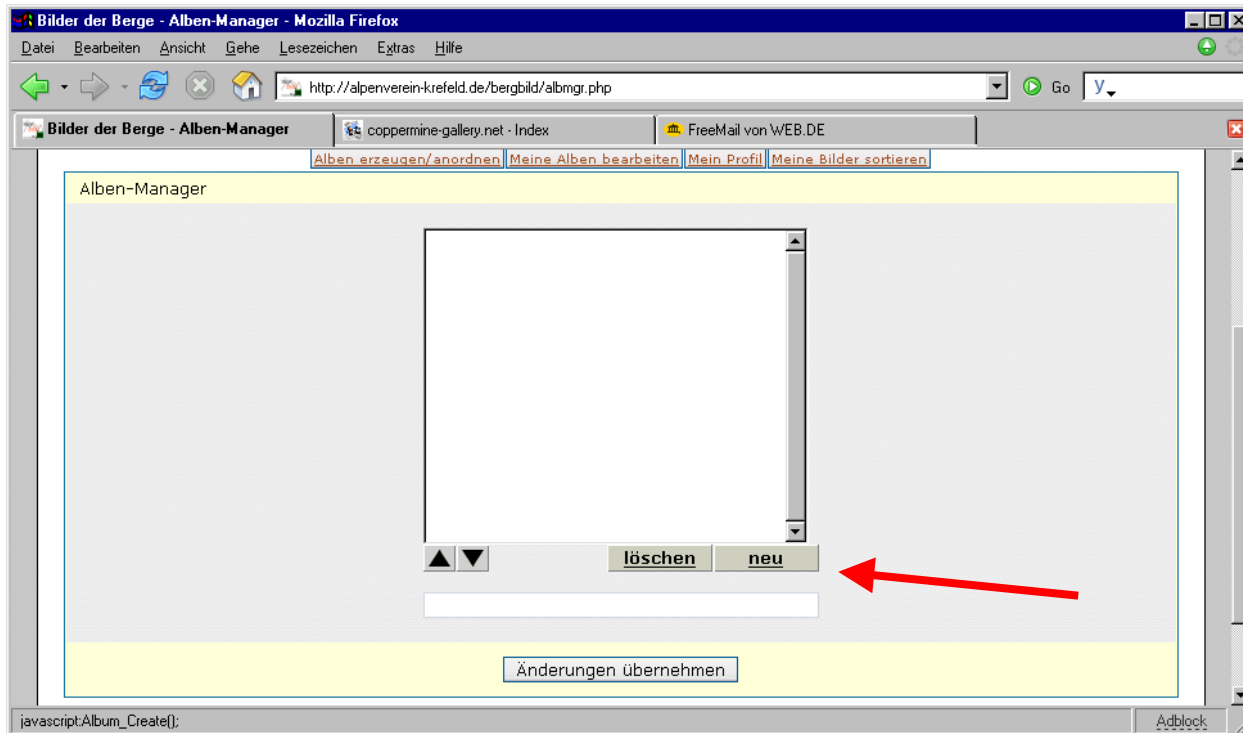 Bilder der Berge - Alben-Manager - Mozilla Firefox
Datei Bearbeiten Ansicht Gehe Lesezeichen Extras Hilfe
http://alpenverein-krefeld.de/bergbild/albmgr.php Go
Bilder der Berge - Alben-Manager coppermine-gallery.net - Index FreeMail von WEB.DE
Alben erzeugen/anordnen Meine Alben bearbeiten Mein Profil Meine Bilder sortieren
Alben-Manager
löschen neu
Änderungen übernehmen
javascript:Album_Create(); Adblock